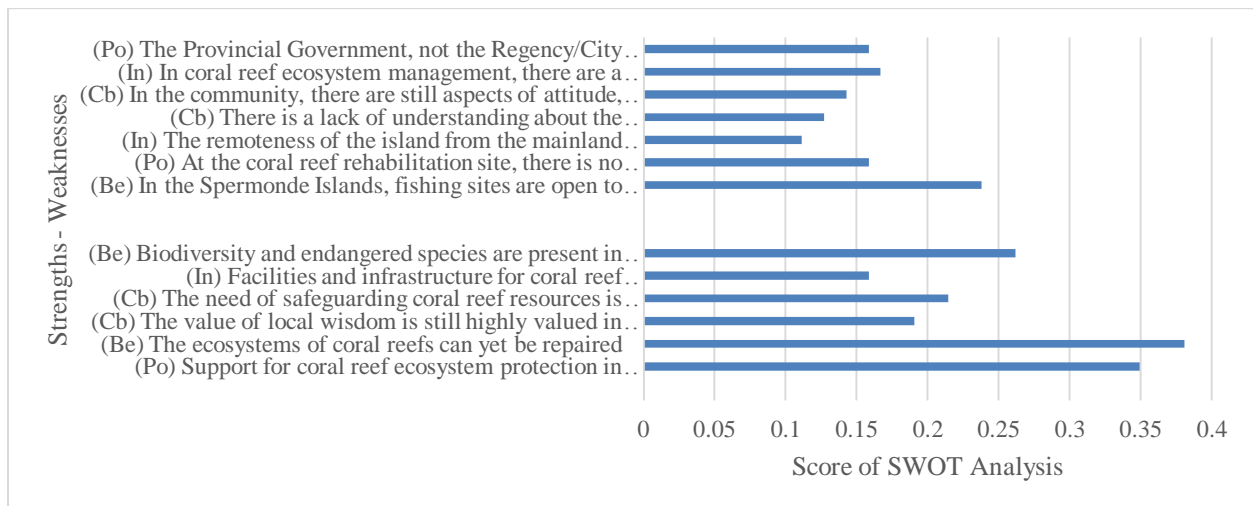 (Po) The Provincial Government, not the Regency/City..
(In) In coral reef ecosystem management, there are a..
(Cb) In the community, there are still aspects of attitude,..
(Cb) There is a lack of understanding about the..
(In) The remoteness of the island from the mainland..
(Po) At the coral reef rehabilitation site, there is no..
(Be) In the Spermonde Islands, fishing sites are open to..
(Be) Biodiversity and endangered species are present in..
(In) Facilities and infrastructure for coral reef..
(Cb) The need of safeguarding coral reef resources is..
(Cb) The value of local wisdom is still highly valued in..
(Be) The ecosystems of coral reefs can yet be repaired
(Po) Support for coral reef ecosystem protection in..
Strengths - Weaknesses
0 0.05 0.1 0.15 0.2 0.25 0.3 0.35 0.4
Score of SWOT Analysis